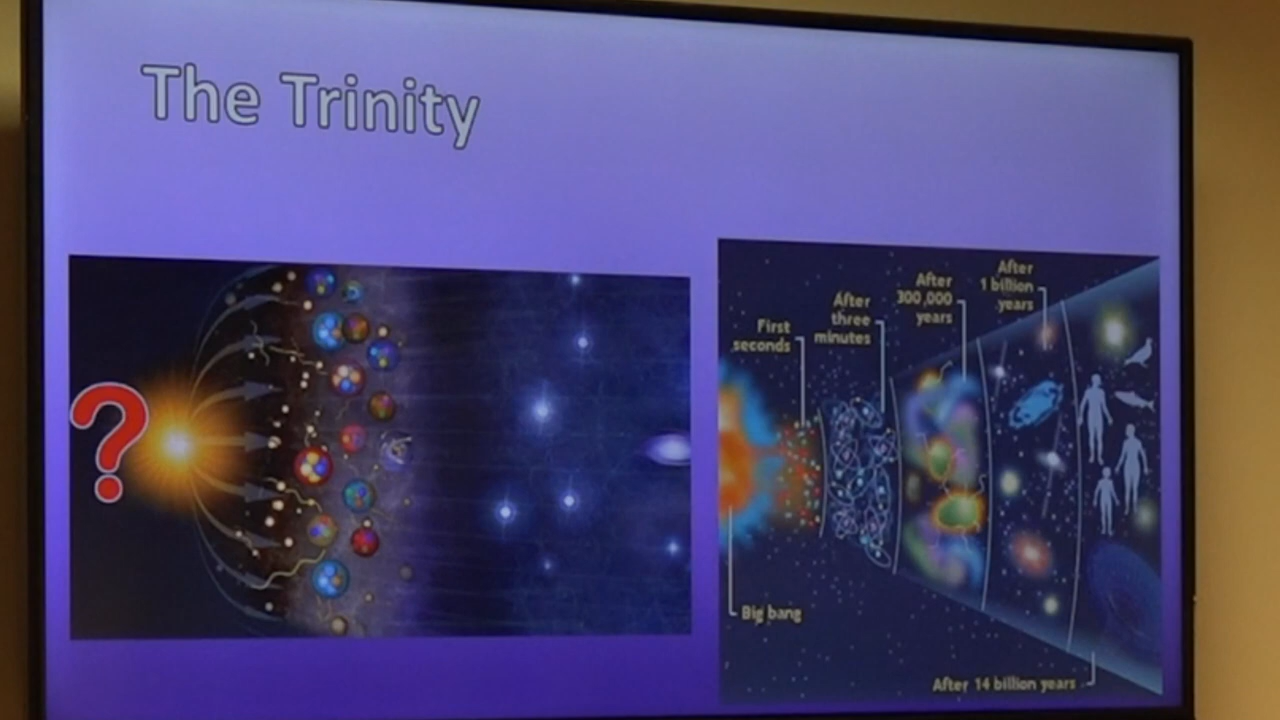 The Trinity
?
First
seconds
After
three
minutes
After
300,000
years
After
1 billion
years
Big bang
After 14 billion years